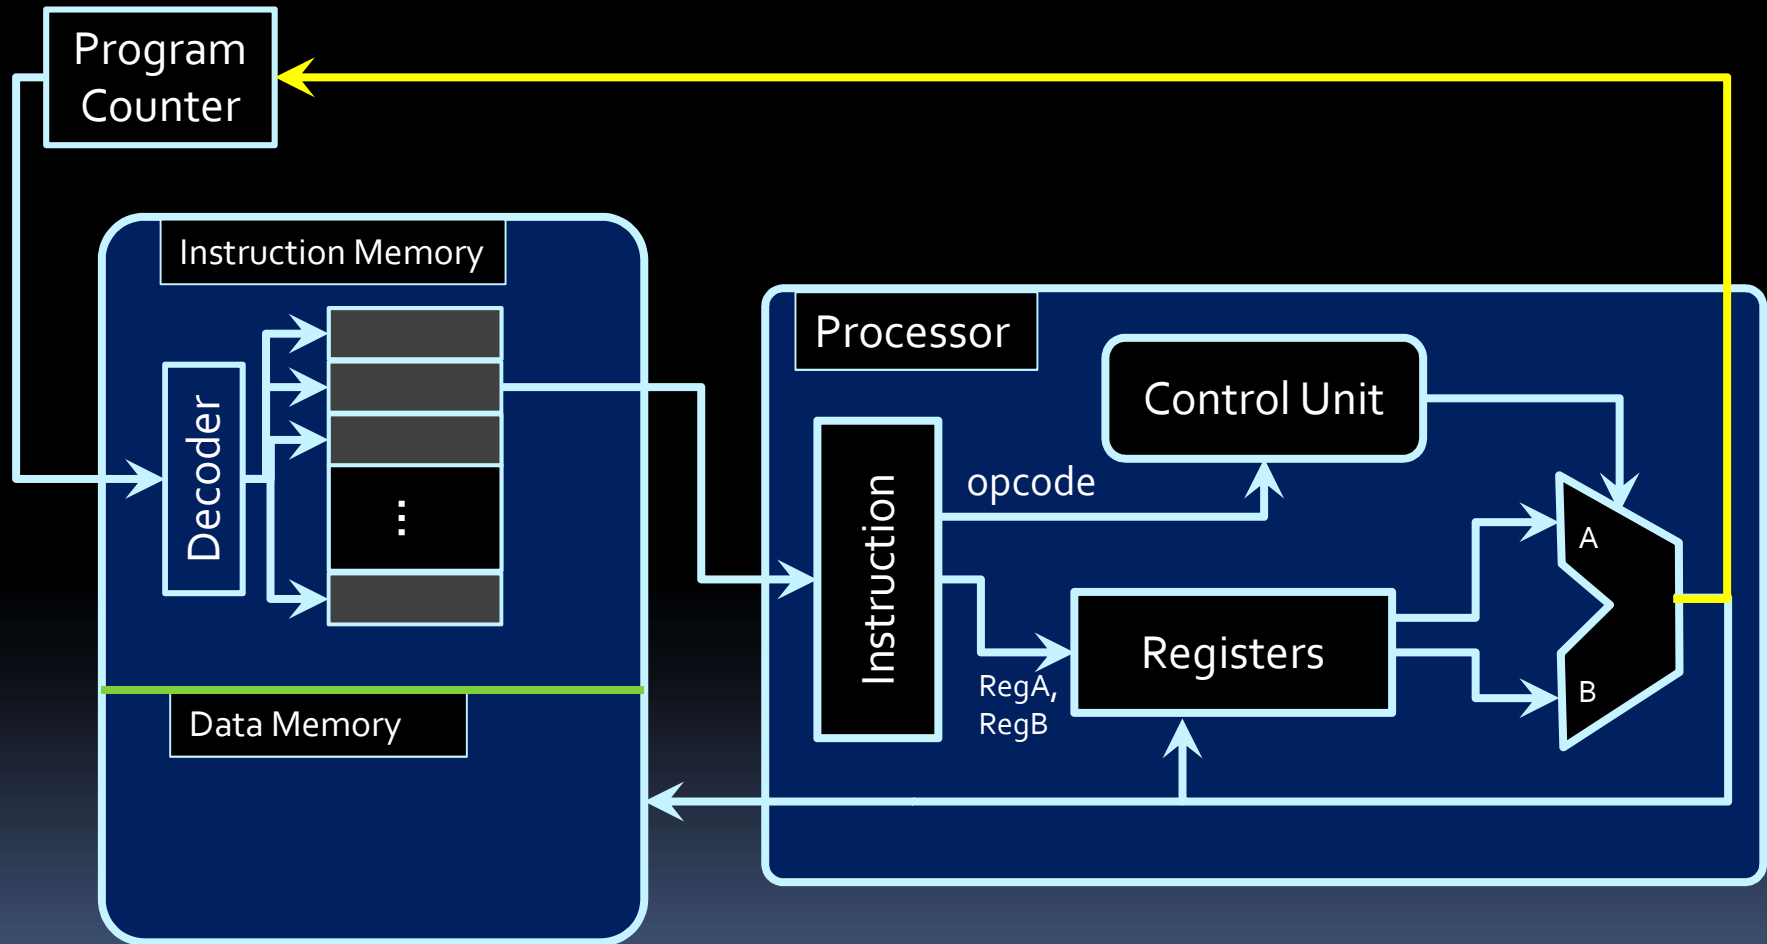 Program
Counter
Instruction Memory
Decoder
⋮
Data Memory
Processor
Control Unit
Instruction
opcode
RegA,
RegB
Registers
A
B